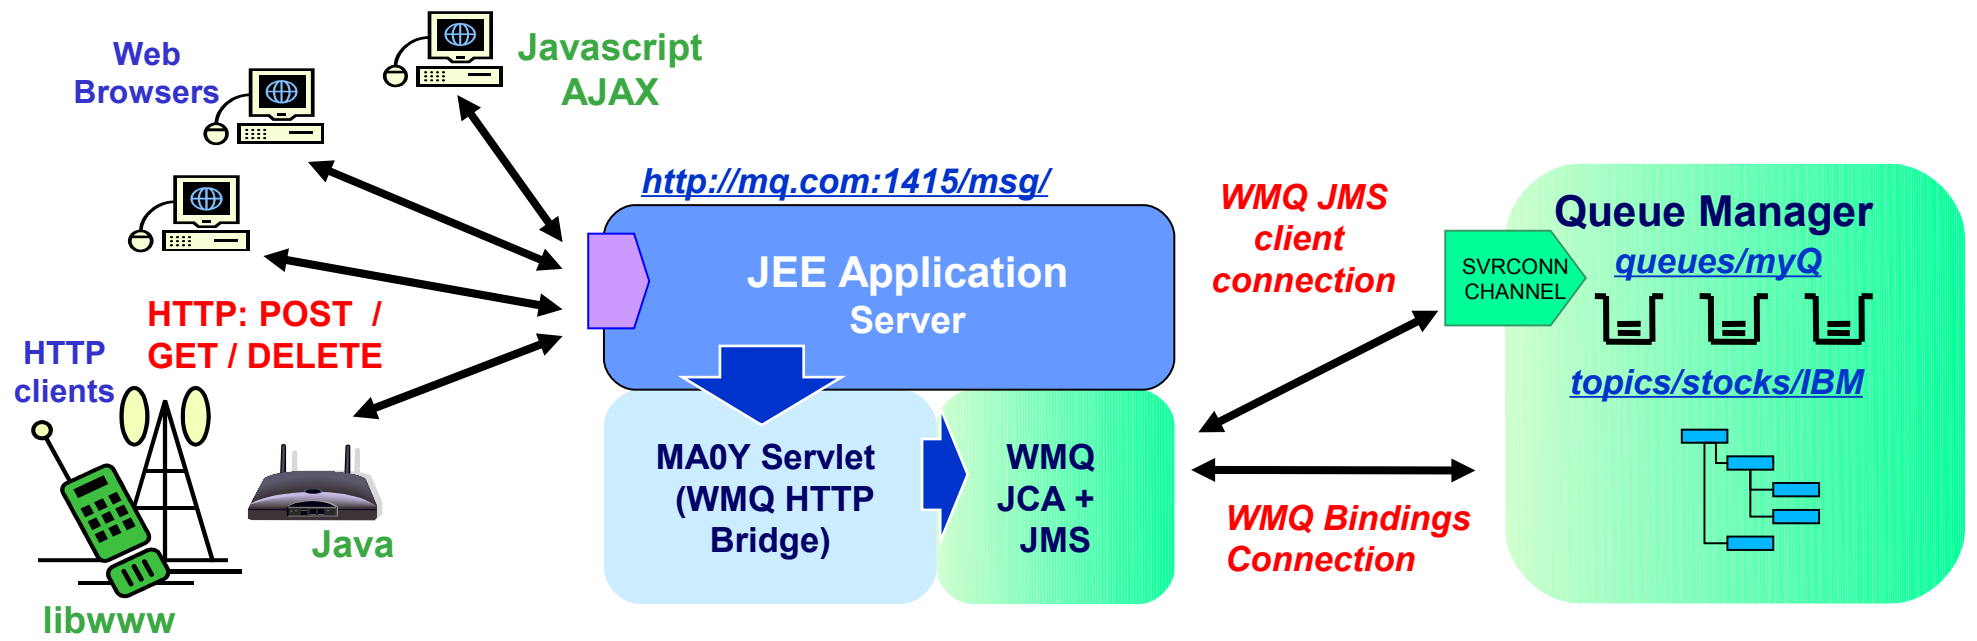 Web
Browsers
Javascript
AJAX
HTTP: POST /
GET / DELETE
HTTP
clients
Java
libwww
http://mq.com:1415/msg/
JEE Application
Server
MA0Y Servlet
(WMQ HTTP
Bridge)
WMQ
JCA +
JMS
WMQ JMS
client
connection
WMQ Bindings
Connection
Queue Manager
SVRCONN
CHANNEL
queues/myQ
topics/stocks/IBM